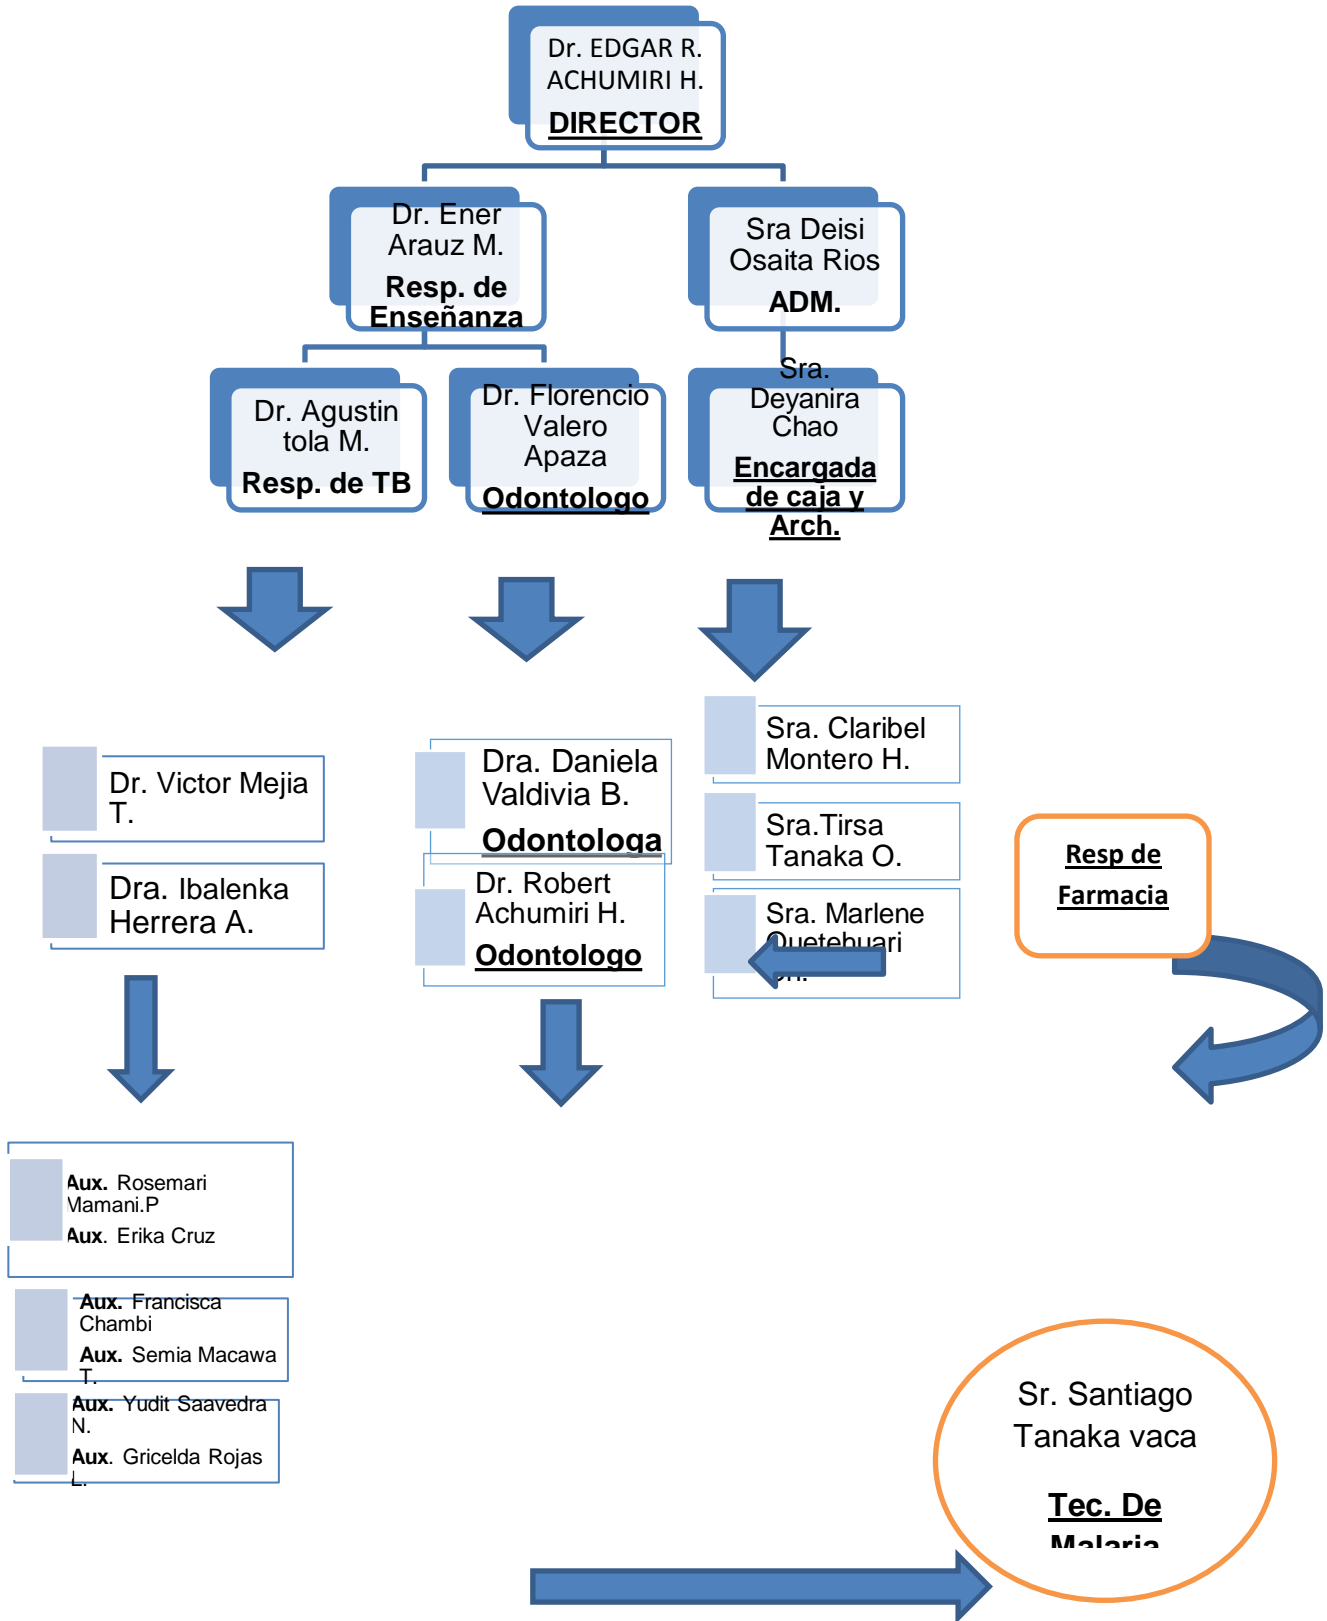 Dr. EDGAR R.
ACHUMIRI H.
DIRECTOR
Dr. Ener
Arauz M.
Resp. de
Enseñanza
Sra Deisi
Osaita Rios
ADM.
Dr. Agustin
tola M.
Resp. de TB
Dr. Florencio
Valero
Apaza
Odontologo
Sra.
Deyanira
Chao
Encargada
de caja y
Arch.
Dr. Victor Mejia
T.
Dra. Ibalenka
Herrera A.
Dra. Daniela
Valdivia B.
Odontologa
Dr. Robert
Achumiri H.
Odontologo
Sra. Claribel
Montero H.
Sra.Tirsa
Tanaka O.
Sra. Marlene
Quetehuari
Resp de
Farmacia
Aux. Rosemari
Mamani.P
Aux. Erika Cruz
Aux. Francisca
Chambi
Aux. Semia Macawa
T.
Aux. Yudit Saavedra
N.
Aux. Gricelda Rojas
L.
Sr. Santiago
Tanaka vaca
Tec. De
Malaria